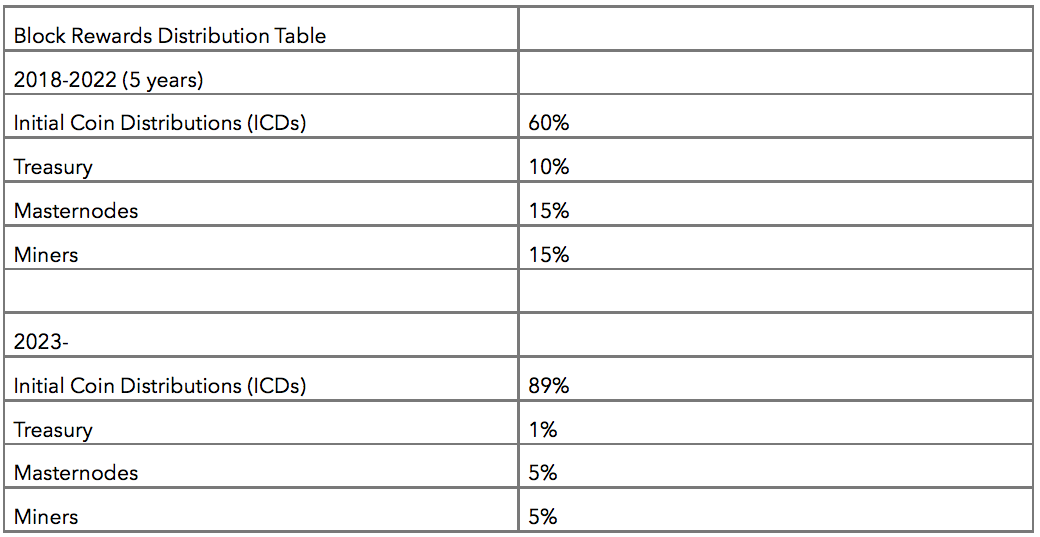 Block Rewards Distribution Table
2018-2022 (5 years)
Initial Coin Distributions (ICDs) 60%
Treasury 10%
Masternodes 15%
Miners 15%
2023-
Initial Coin Distributions (ICDs) 89%
Treasury 1%
Masternodes 5%
Miners 5%